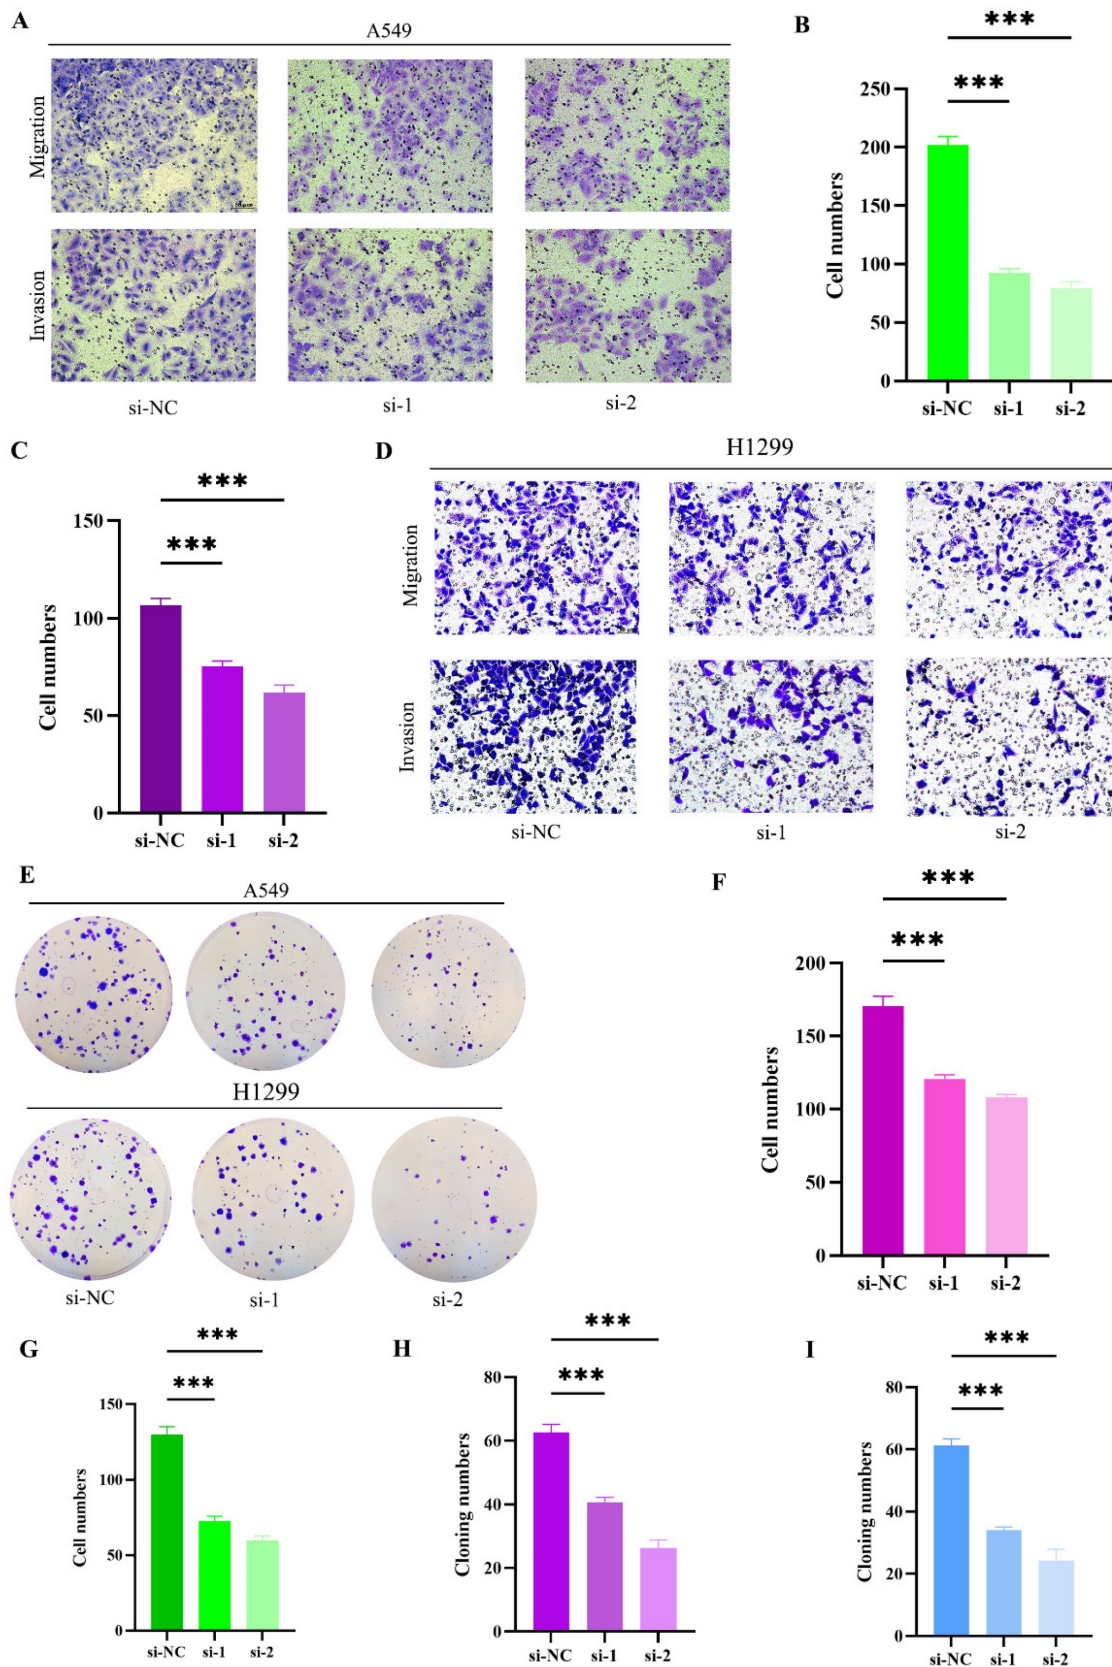 A
A549
Migration
Invasion
si-NC
si-1
si-2
B
***
***
Cell numbers
250
200
150
100
50
0
si-NC
si-1
si-2
C
***
***
Cell numbers
150
100
50
0
si-NC
si-1
si-2
D
H1299
Migration
Invasion
si-NC
si-1
si-2
E
A549
H1299
si-NC
si-1
si-2
F
***
***
Cell numbers
200
150
100
50
0
si-NC
si-1
si-2
G
***
***
Cell numbers
150
100
50
0
si-NC
si-1
si-2
H
***
***
Cloning numbers
80
60
40
20
0
si-NC
si-1
si-2
I
***
***
Cloning numbers
80
60
40
20
0
si-NC
si-1
si-2